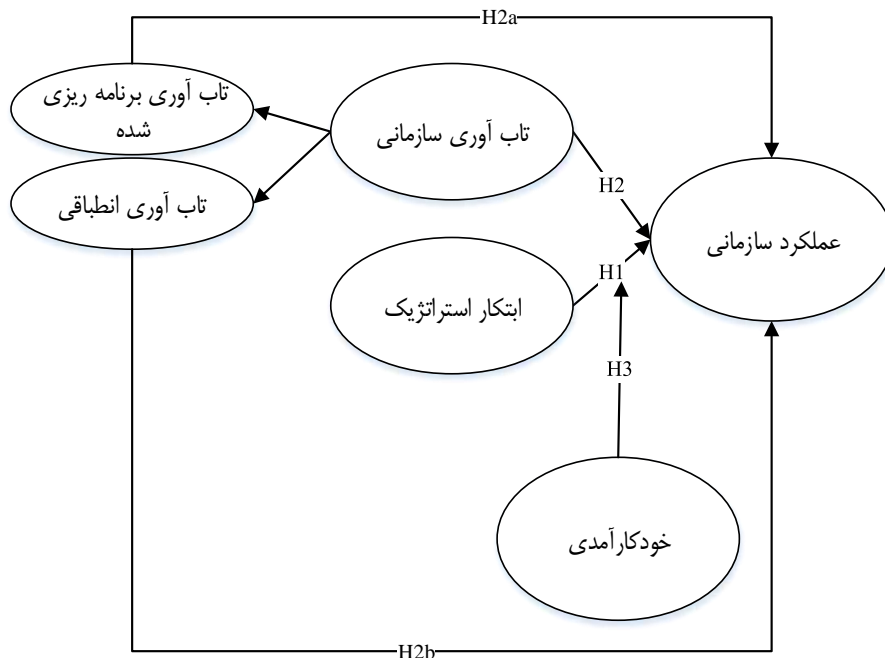 H2a
تاب آوری برنامه ریزی
شده
تاب آوری سازمانی
تاب آوری انطباقی
H2
عملکرد سازمانی
H1
ابتکار استراتژیک
H3
خودکارآمدی
H2b